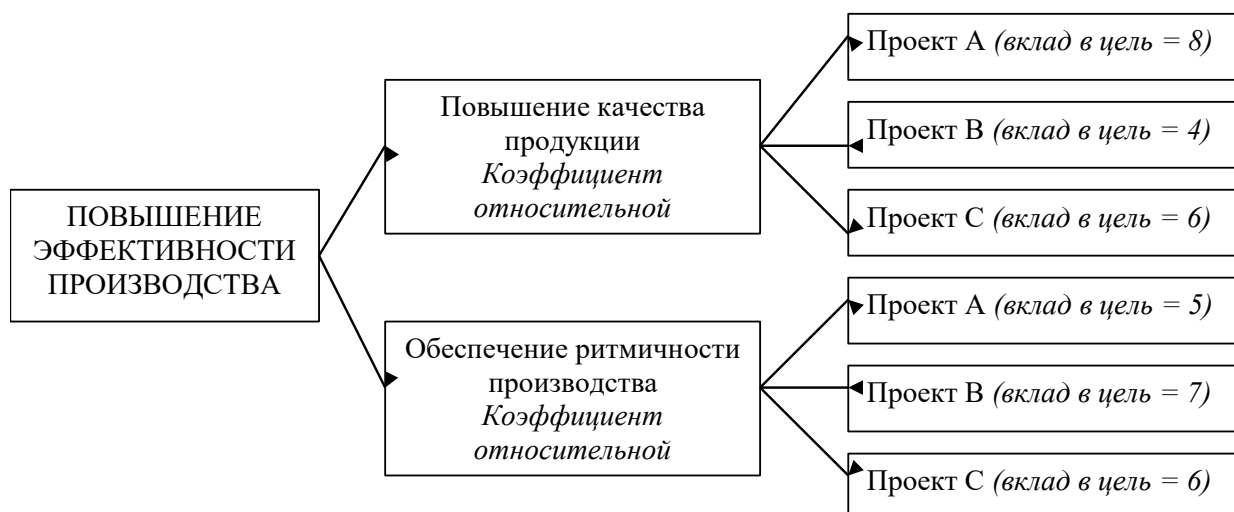 ПОВЫШЕНИЕ
ЭФФЕКТИВНОСТИ
ПРОИЗВОДСТВА
Повышение качества
продукции
Коэффициент
относительной
Обеспечение ритмичности
производства
Коэффициент
относительной
Проект А (вклад в цель = 8)
Проект В (вклад в цель = 4)
Проект С (вклад в цель = 6)
Проект А (вклад в цель = 5)
Проект В (вклад в цель = 7)
Проект С (вклад в цель = 6)